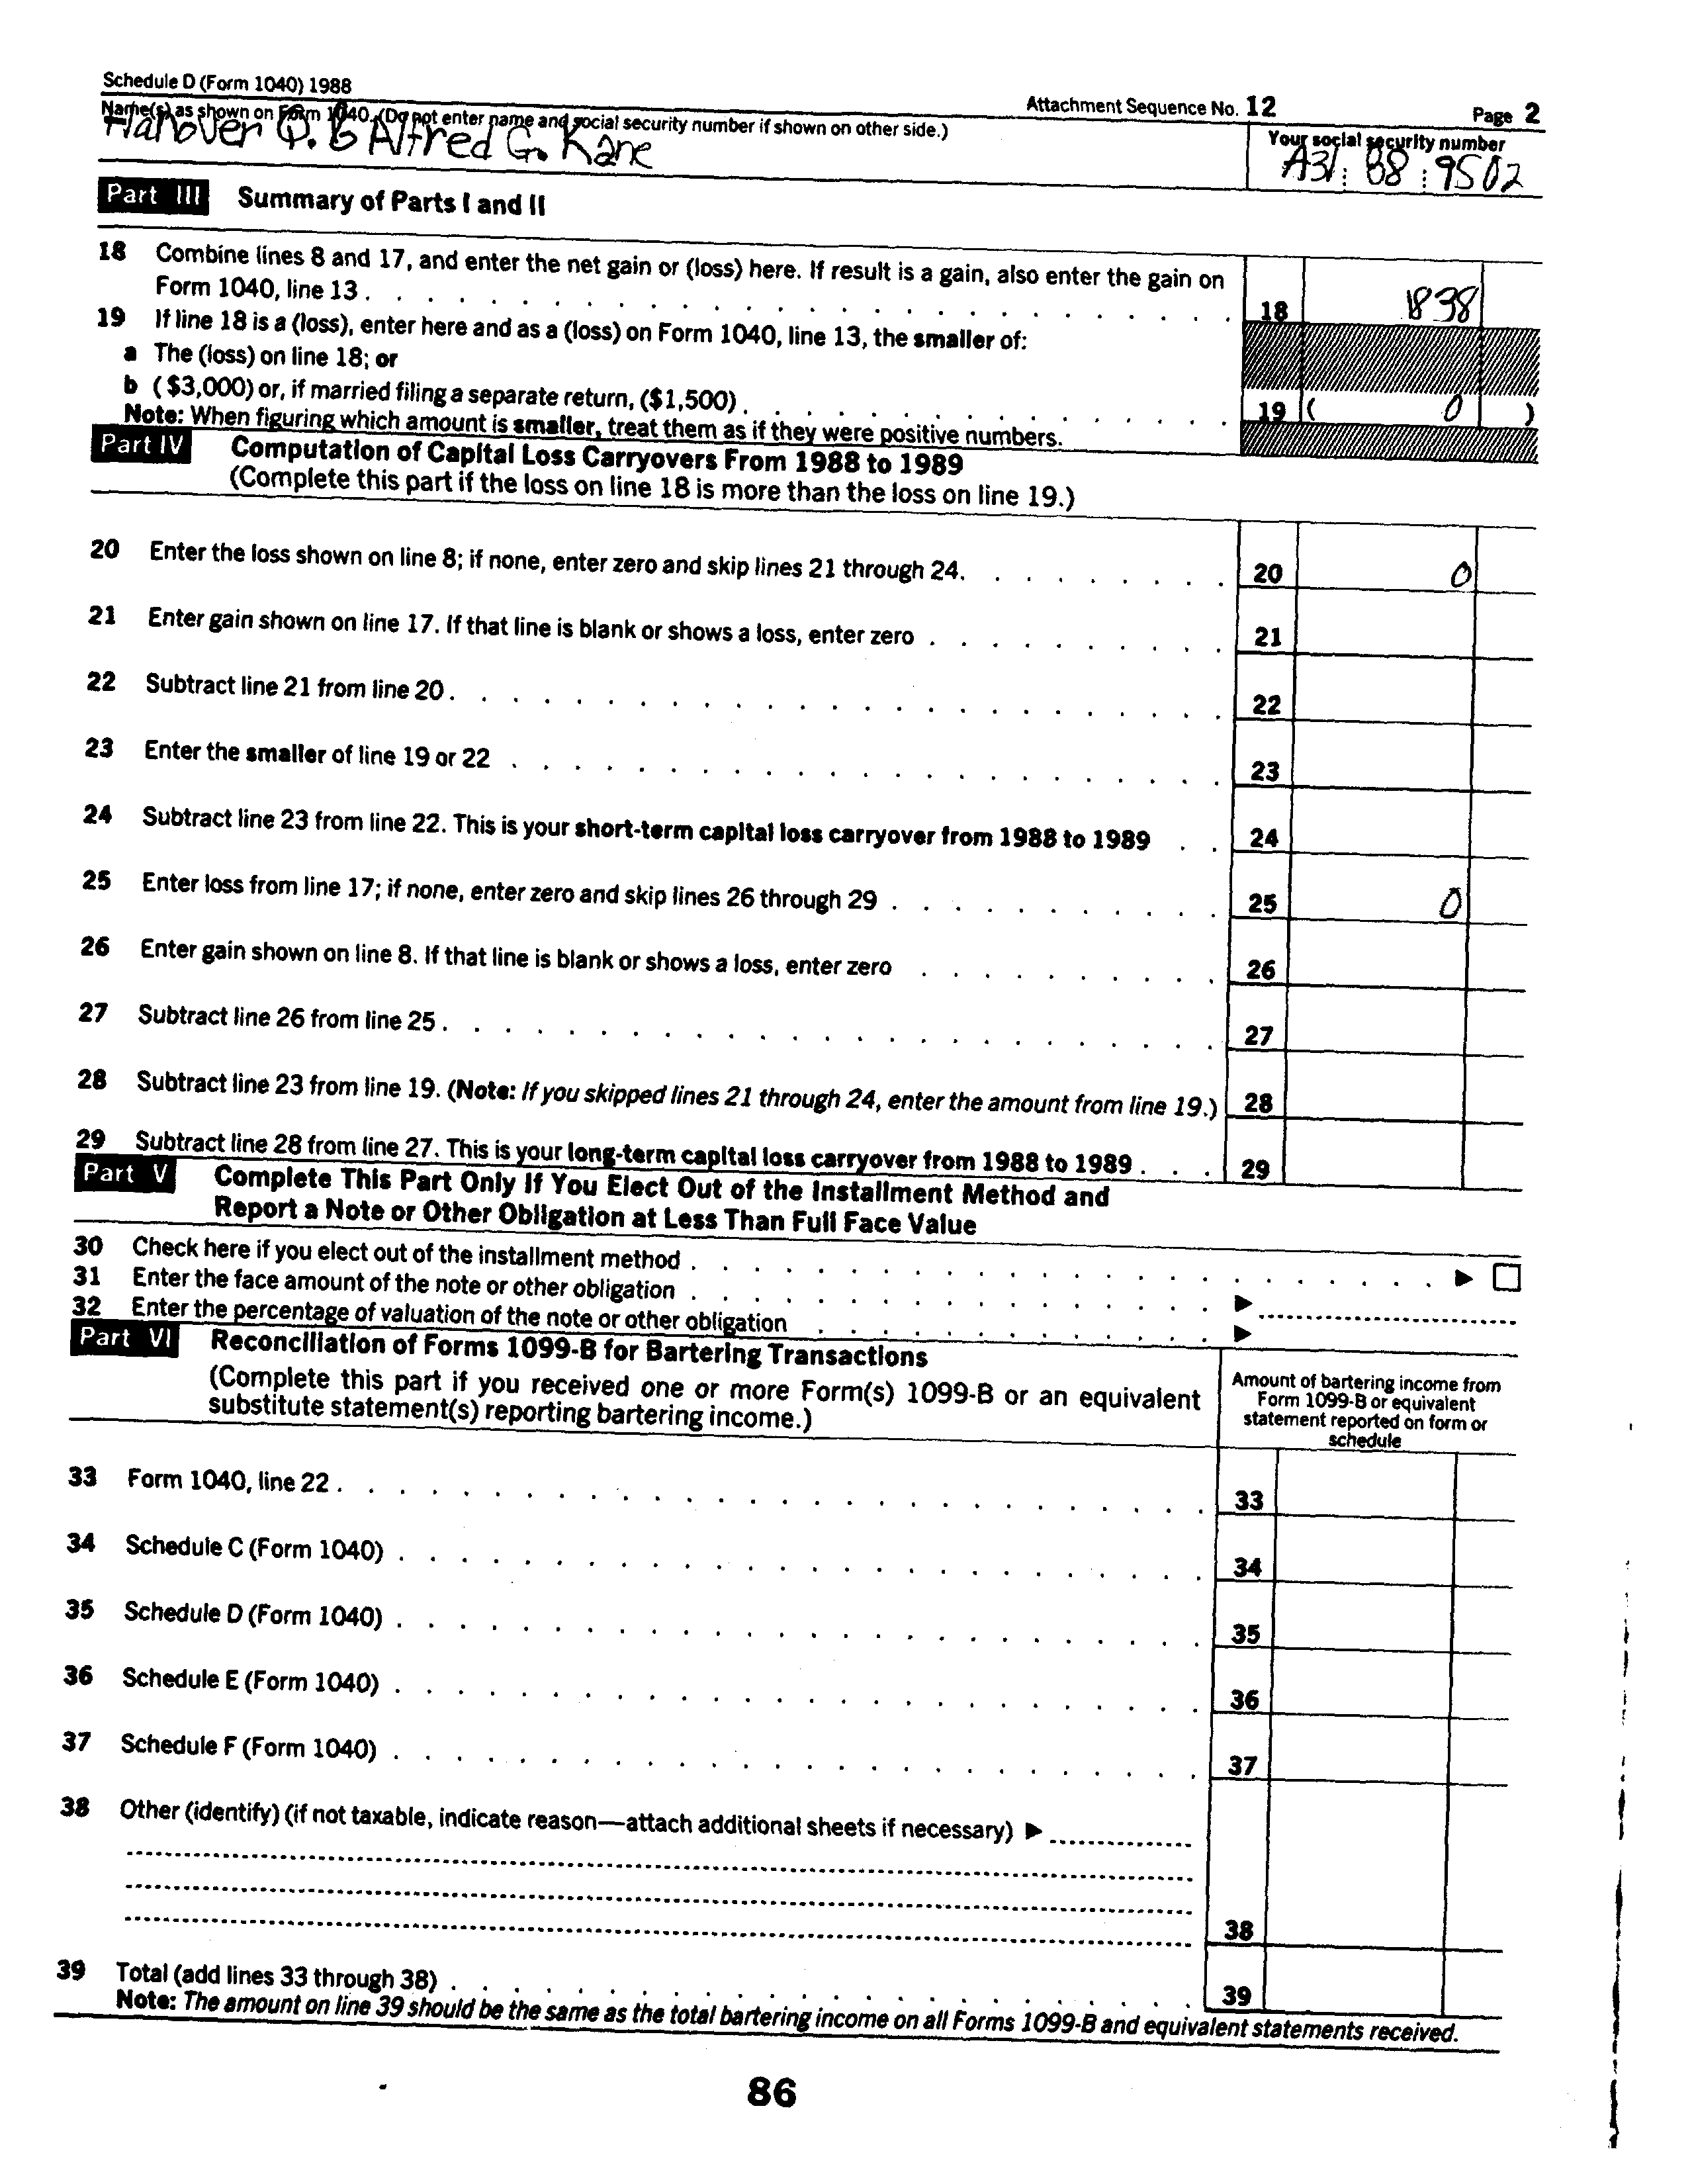 Schedule D (Form 1040) 1988
Attachment Sequence No. 12
Page 2
Name(s) as shown on Form 1040. (Do not enter name and social security number if shown on other side.)
Your social security number
Hanover Q. & Alfred G. Kane
A31 : B8 : 9502
Part III Summary of Parts I and II
18 Combine lines 8 and 17, and enter the net gain or (loss) here. If result is a gain, also enter the gain on
Form 1040, line 13 . . . 18 1838
19 If line 18 is a (loss), enter here and as a (loss) on Form 1040, line 13, the smaller of:
a The (loss) on line 18; or
b ($3,000) or, if married filing a separate return, ($1,500) . . . 19 ( 0 )
Note: When figuring which amount is smaller, treat them as if they were positive numbers.
Part IV Computation of Capital Loss Carryovers From 1988 to 1989
(Complete this part if the loss on line 18 is more than the loss on line 19.)
20 Enter the loss shown on line 8; if none, enter zero and skip lines 21 through 24 . . . 20 0
21 Enter gain shown on line 17. If that line is blank or shows a loss, enter zero . . . 21
22 Subtract line 21 from line 20 . . . 22
23 Enter the smaller of line 19 or 22 . . . 23
24 Subtract line 23 from line 22. This is your short-term capital loss carryover from 1988 to 1989 . . 24
25 Enter loss from line 17; if none, enter zero and skip lines 26 through 29 . . . 25 0
26 Enter gain shown on line 8. If that line is blank or shows a loss, enter zero . . . 26
27 Subtract line 26 from line 25 . . . 27
28 Subtract line 23 from line 19. (Note: If you skipped lines 21 through 24, enter the amount from line 19.) 28
29 Subtract line 28 from line 27. This is your long-term capital loss carryover from 1988 to 1989 . . . 29
Part V Complete This Part Only If You Elect Out of the Installment Method and
Report a Note or Other Obligation at Less Than Full Face Value
30 Check here if you elect out of the installment method . . . ▶ □
31 Enter the face amount of the note or other obligation . . . ▶
32 Enter the percentage of valuation of the note or other obligation . . . ▶
Part VI Reconciliation of Forms 1099-B for Bartering Transactions
(Complete this part if you received one or more Form(s) 1099-B or an equivalent
substitute statement(s) reporting bartering income.)
Amount of bartering income from
Form 1099-B or equivalent
statement reported on form or
schedule
33 Form 1040, line 22 . . . 33
34 Schedule C (Form 1040) . . . 34
35 Schedule D (Form 1040) . . . 35
36 Schedule E (Form 1040) . . . 36
37 Schedule F (Form 1040) . . . 37
38 Other (identify) (if not taxable, indicate reason—attach additional sheets if necessary) ▶
38
39 Total (add lines 33 through 38) . . . 39
Note: The amount on line 39 should be the same as the total bartering income on all Forms 1099-B and equivalent statements received.
86